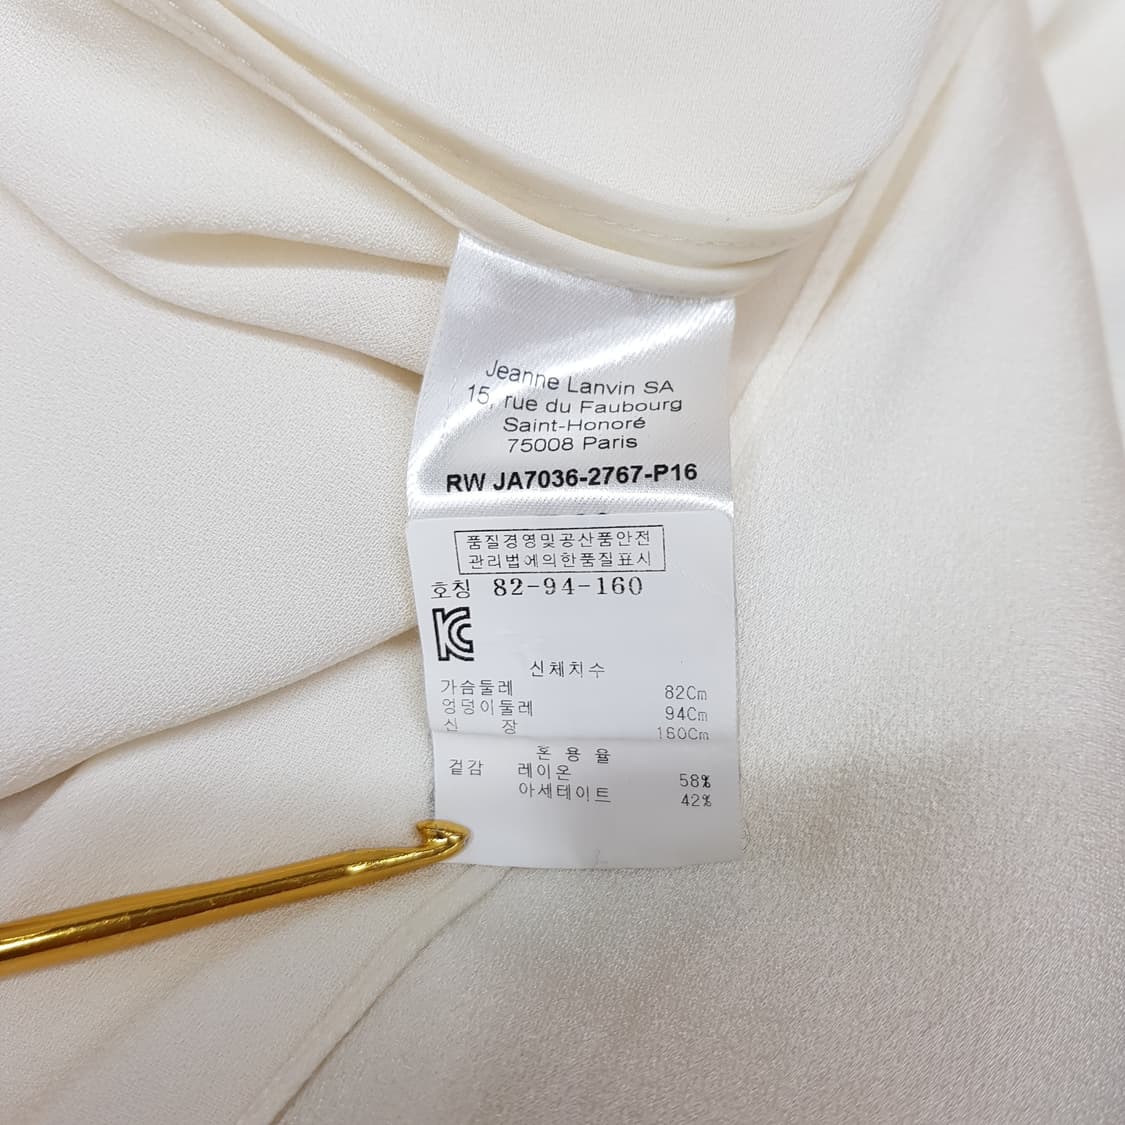 Jeanne Lanvin SA
15, rue du Faubourg
Saint-Honoré
75008 Paris
RW JA7036-2767-P16
품질경영및공산품안전
관리법에의한품질표시
호칭 82-94-160
신체치수
가슴둘레 82Cm
엉덩이둘레 94Cm
신 장 160Cm
혼용율
겉감 레이온 58%
아세테이트 42%